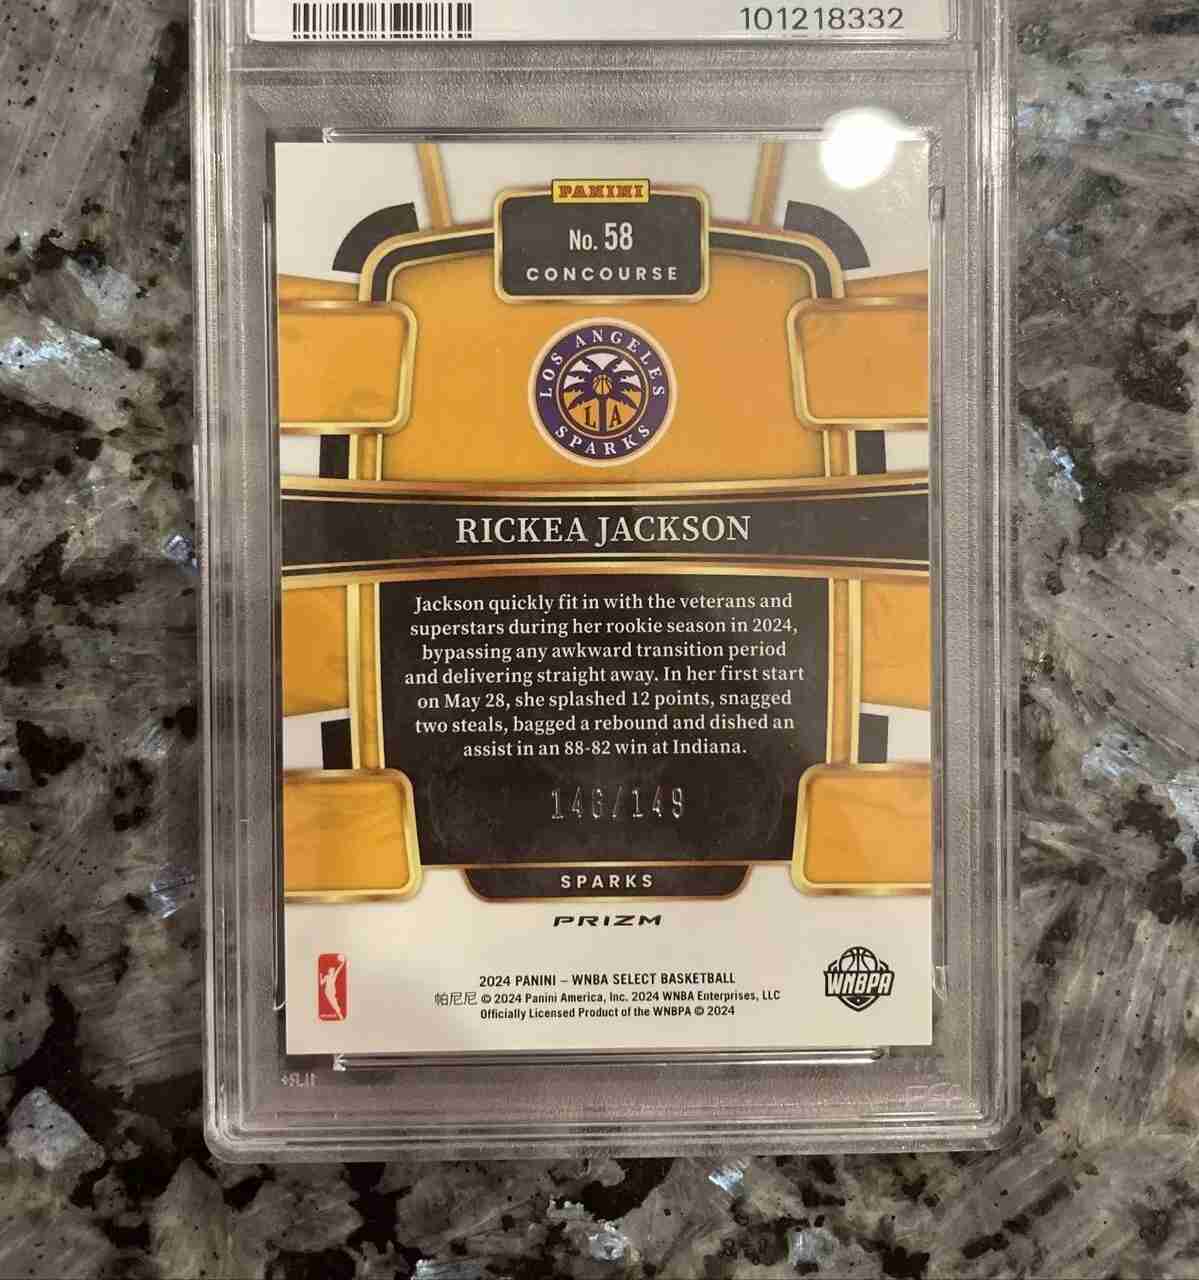 101218332
PANINI
No. 58
CONCOURSE
LOS ANGELES
LA
SPARKS
RICKEA JACKSON
Jackson quickly fit in with the veterans and
superstars during her rookie season in 2024,
bypassing any awkward transition period
and delivering straight away. In her first start
on May 28, she splashed 12 points, snagged
two steals, bagged a rebound and dished an
assist in an 88-82 win at Indiana.
146/149
SPARKS
PRIZM
WNBPA
2024 PANINI – WNBA SELECT BASKETBALL
帕尼尼 © 2024 Panini America, Inc. 2024 WNBA Enterprises, LLC
Officially Licensed Product of the WNBPA © 2024